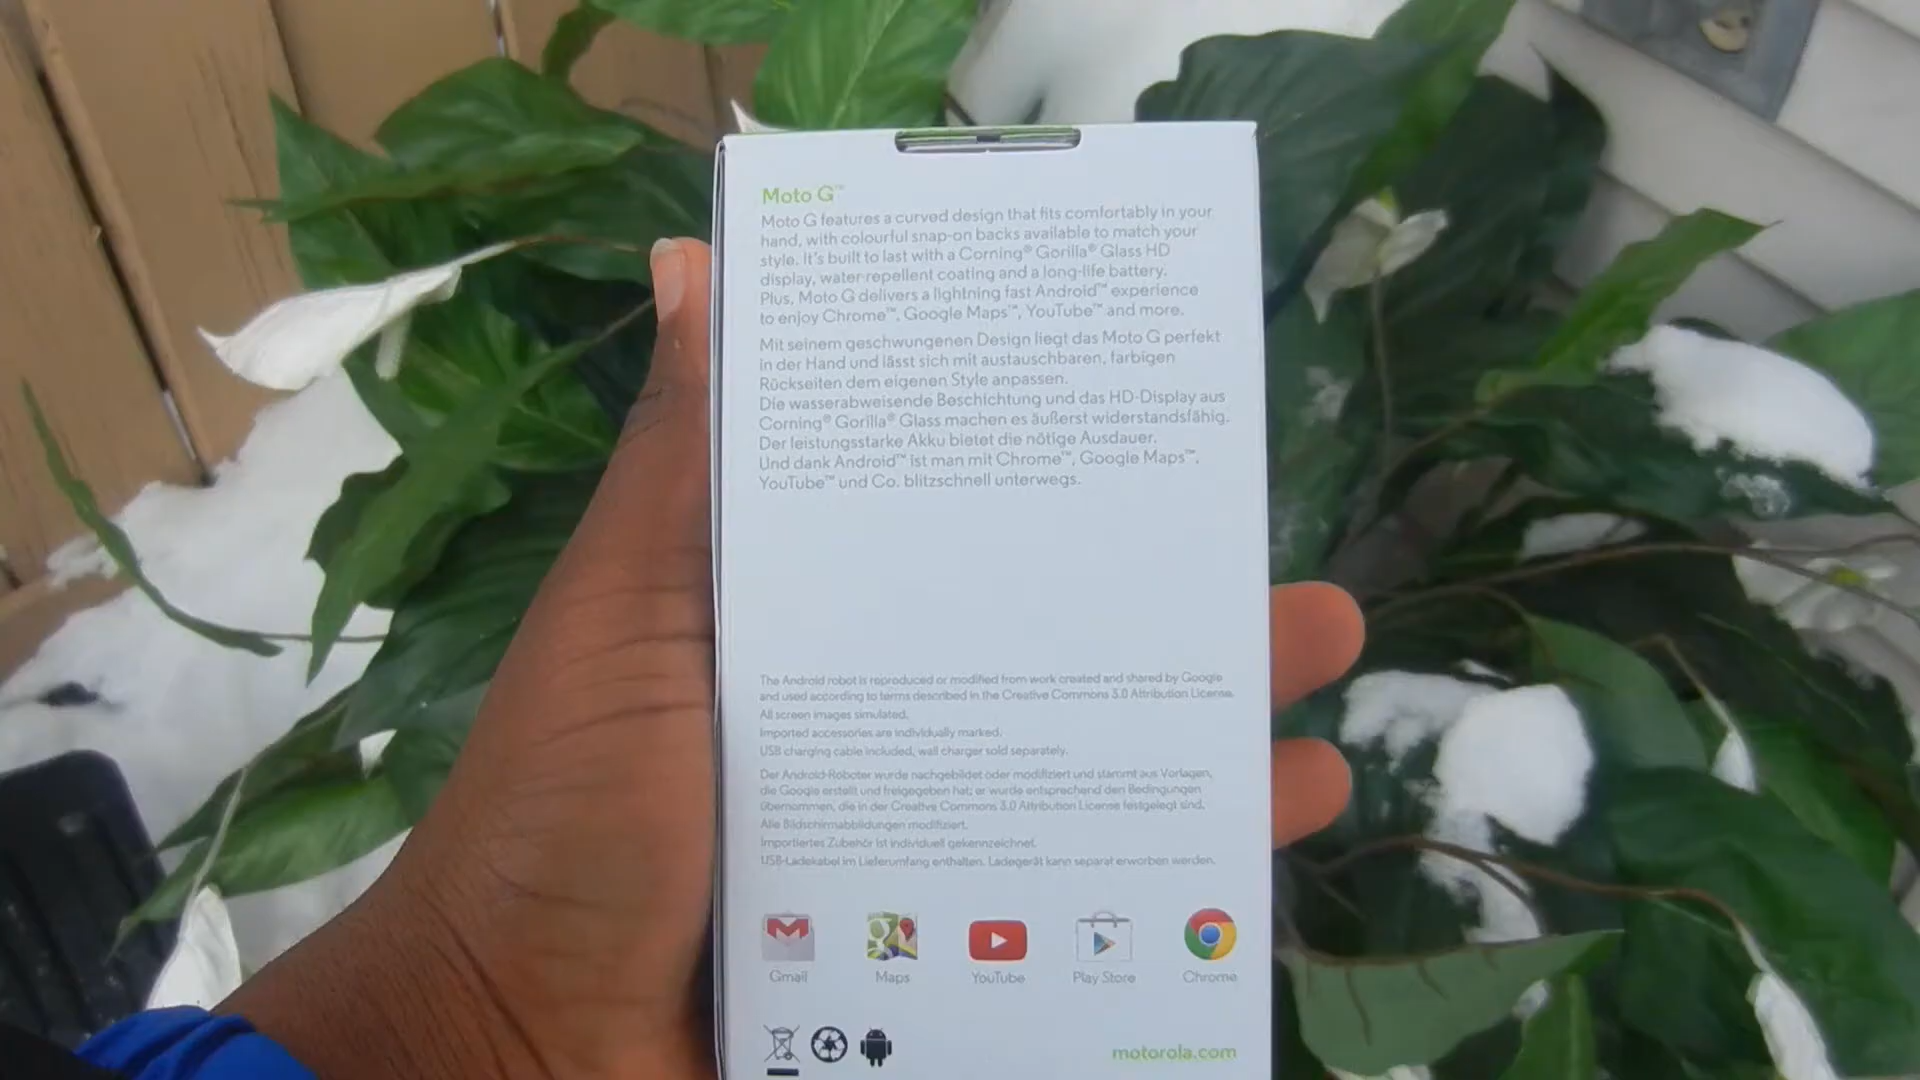 Moto G™
Moto G features a curved design that fits comfortably in your
hand, with colourful snap-on backs available to match your
style. It's built to last with a Corning® Gorilla® Glass HD
display, water-repellent coating and a long-life battery.
Plus, Moto G delivers a lightning fast Android™ experience
to enjoy Chrome™, Google Maps™, YouTube™ and more.
Mit seinem geschwungenen Design liegt das Moto G perfekt
in der Hand und lässt sich mit austauschbaren, farbigen
Rückseiten dem eigenen Style anpassen.
Die wasserabweisende Beschichtung und das HD-Display aus
Corning® Gorilla® Glass machen es äußerst widerstandsfähig.
Der leistungsstarke Akku bietet die nötige Ausdauer.
Und dank Android™ ist man mit Chrome™, Google Maps™,
YouTube™ und Co. blitzschnell unterwegs.
The Android robot is reproduced or modified from work created and shared by Google
and used according to terms described in the Creative Commons 3.0 Attribution License.
All screen images simulated.
Imported accessories are individually marked.
USB charging cable included, wall charger sold separately.
Der Android-Roboter wurde nachgebildet oder modifiziert und stammt aus Vorlagen,
die Google erstellt und freigegeben hat; er wurde entsprechend den Bedingungen
übernommen, die in der Creative Commons 3.0 Attribution License festgelegt sind.
Alle Bildschirmabbildungen modifiziert.
Importiertes Zubehör ist individuell gekennzeichnet.
USB-Ladekabel im Lieferumfang enthalten. Ladegerät kann separat erworben werden.
Gmail Maps YouTube Play Store Chrome
motorola.com